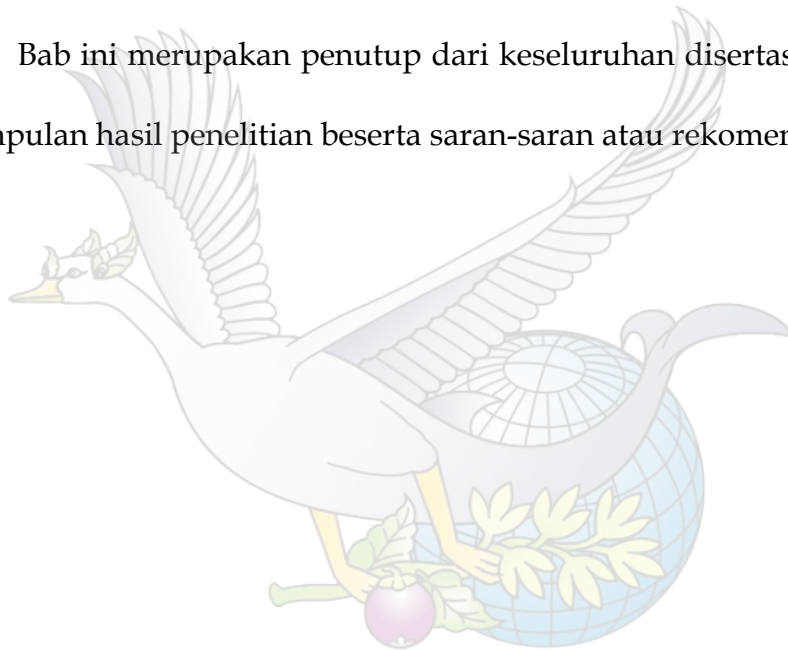 Bab ini merupakan penutup dari keseluruhan
hasil penelitian beserta saran-saran atau